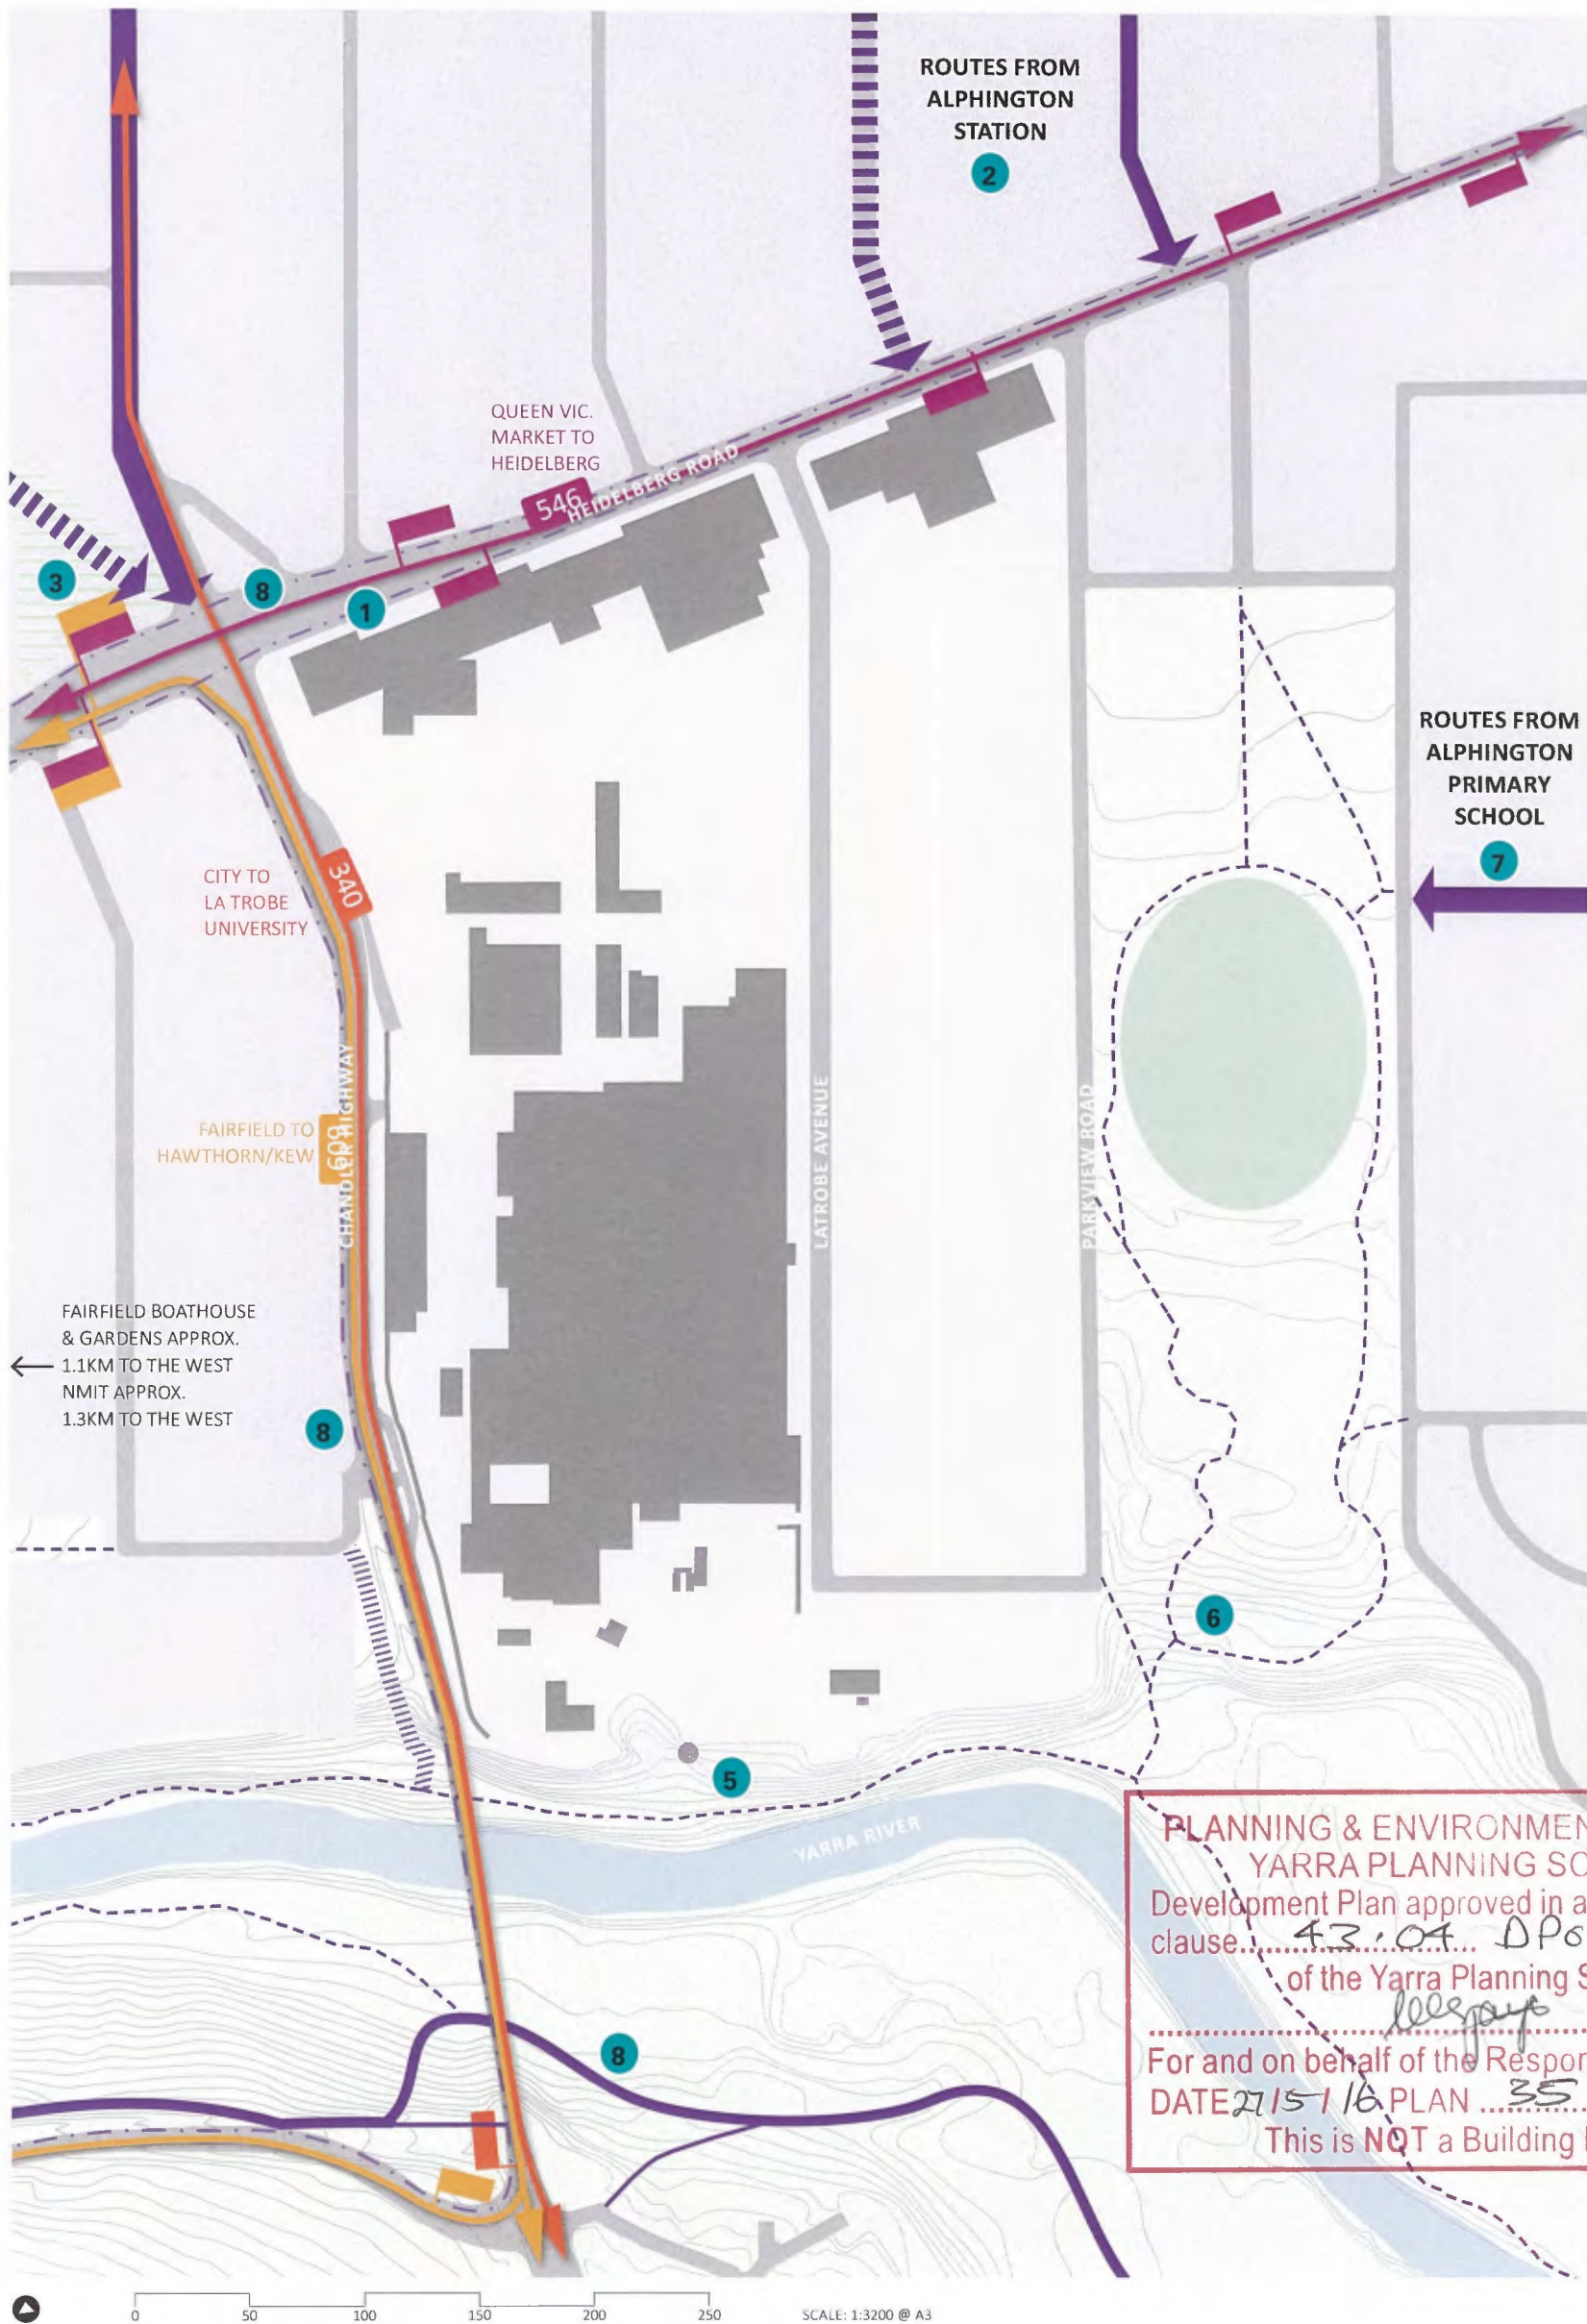 ROUTES FROM
ALPHINGTON
STATION
2
QUEEN VIC.
MARKET TO
HEIDELBERG
546
HEIDELBERG ROAD
3
8
1
ROUTES FROM
ALPHINGTON
PRIMARY
SCHOOL
7
CITY TO
LA TROBE
UNIVERSITY
340
CHANDLER HIGHWAY
FAIRFIELD TO
HAWTHORN/KEW
609
LATROBE AVENUE
PARKVIEW ROAD
FAIRFIELD BOATHOUSE
& GARDENS APPROX.
1.1KM TO THE WEST
NMIT APPROX.
1.3KM TO THE WEST
8
6
5
YARRA RIVER
8
PLANNING & ENVIRONMEN
YARRA PLANNING SC
Development Plan approved in a
clause.....43.04... DPO
of the Yarra Planning S
For and on behalf of the Respon
DATE 27/5/16 PLAN ...35
This is NOT a Building
0 50 100 150 200 250
SCALE: 1:3200 @ A3